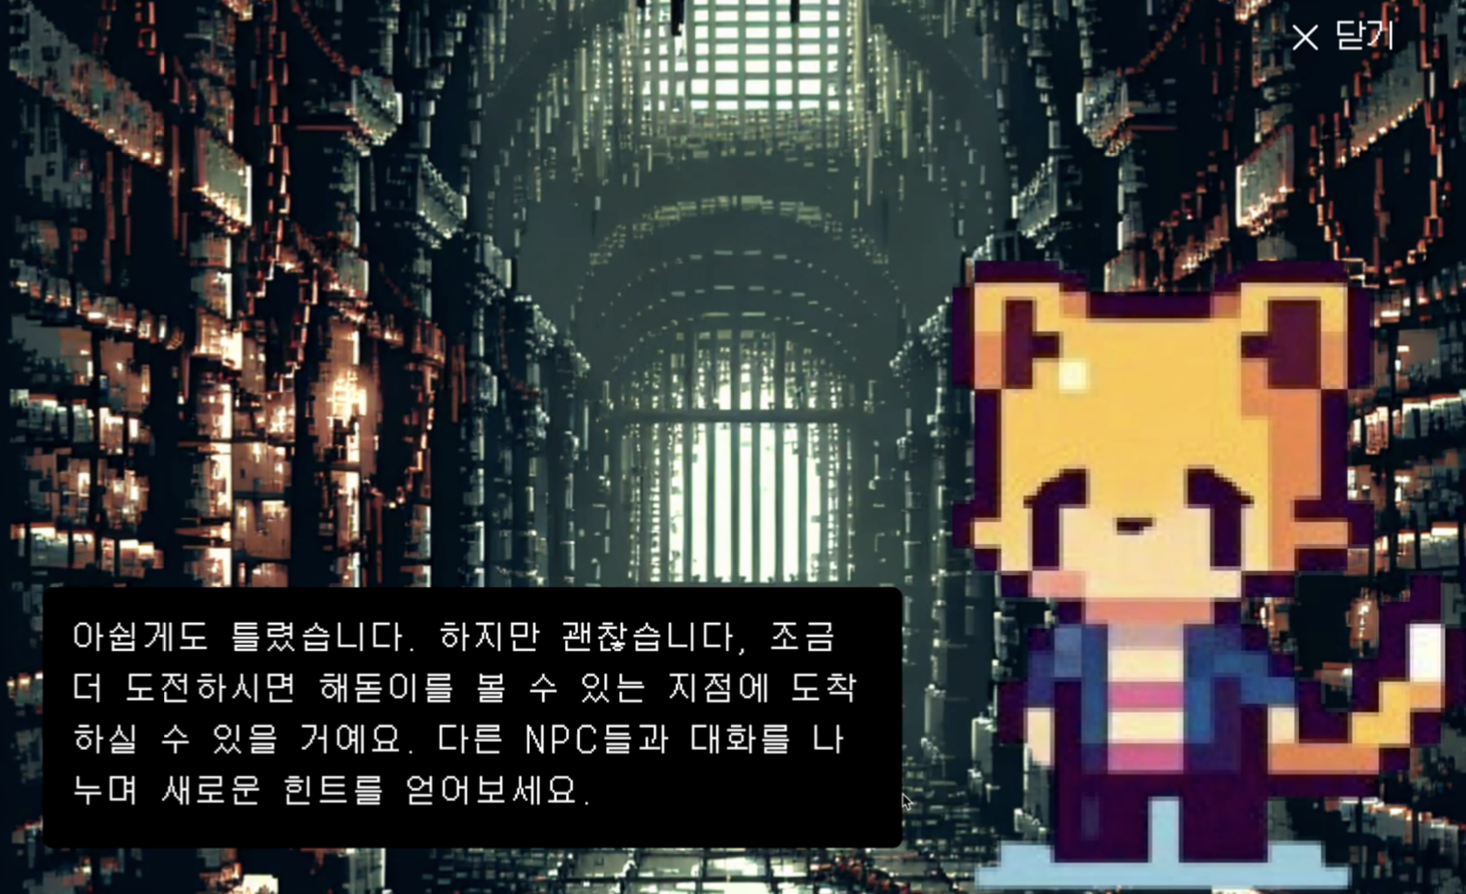 × 닫기
아쉽게도 틀렸습니다. 하지만 괜찮습니다, 조금
더 도전하시면 해돋이를 볼 수 있는 지점에 도착
하실 수 있을 거예요. 다른 NPC들과 대화를 나
누며 새로운 힌트를 얻어보세요.